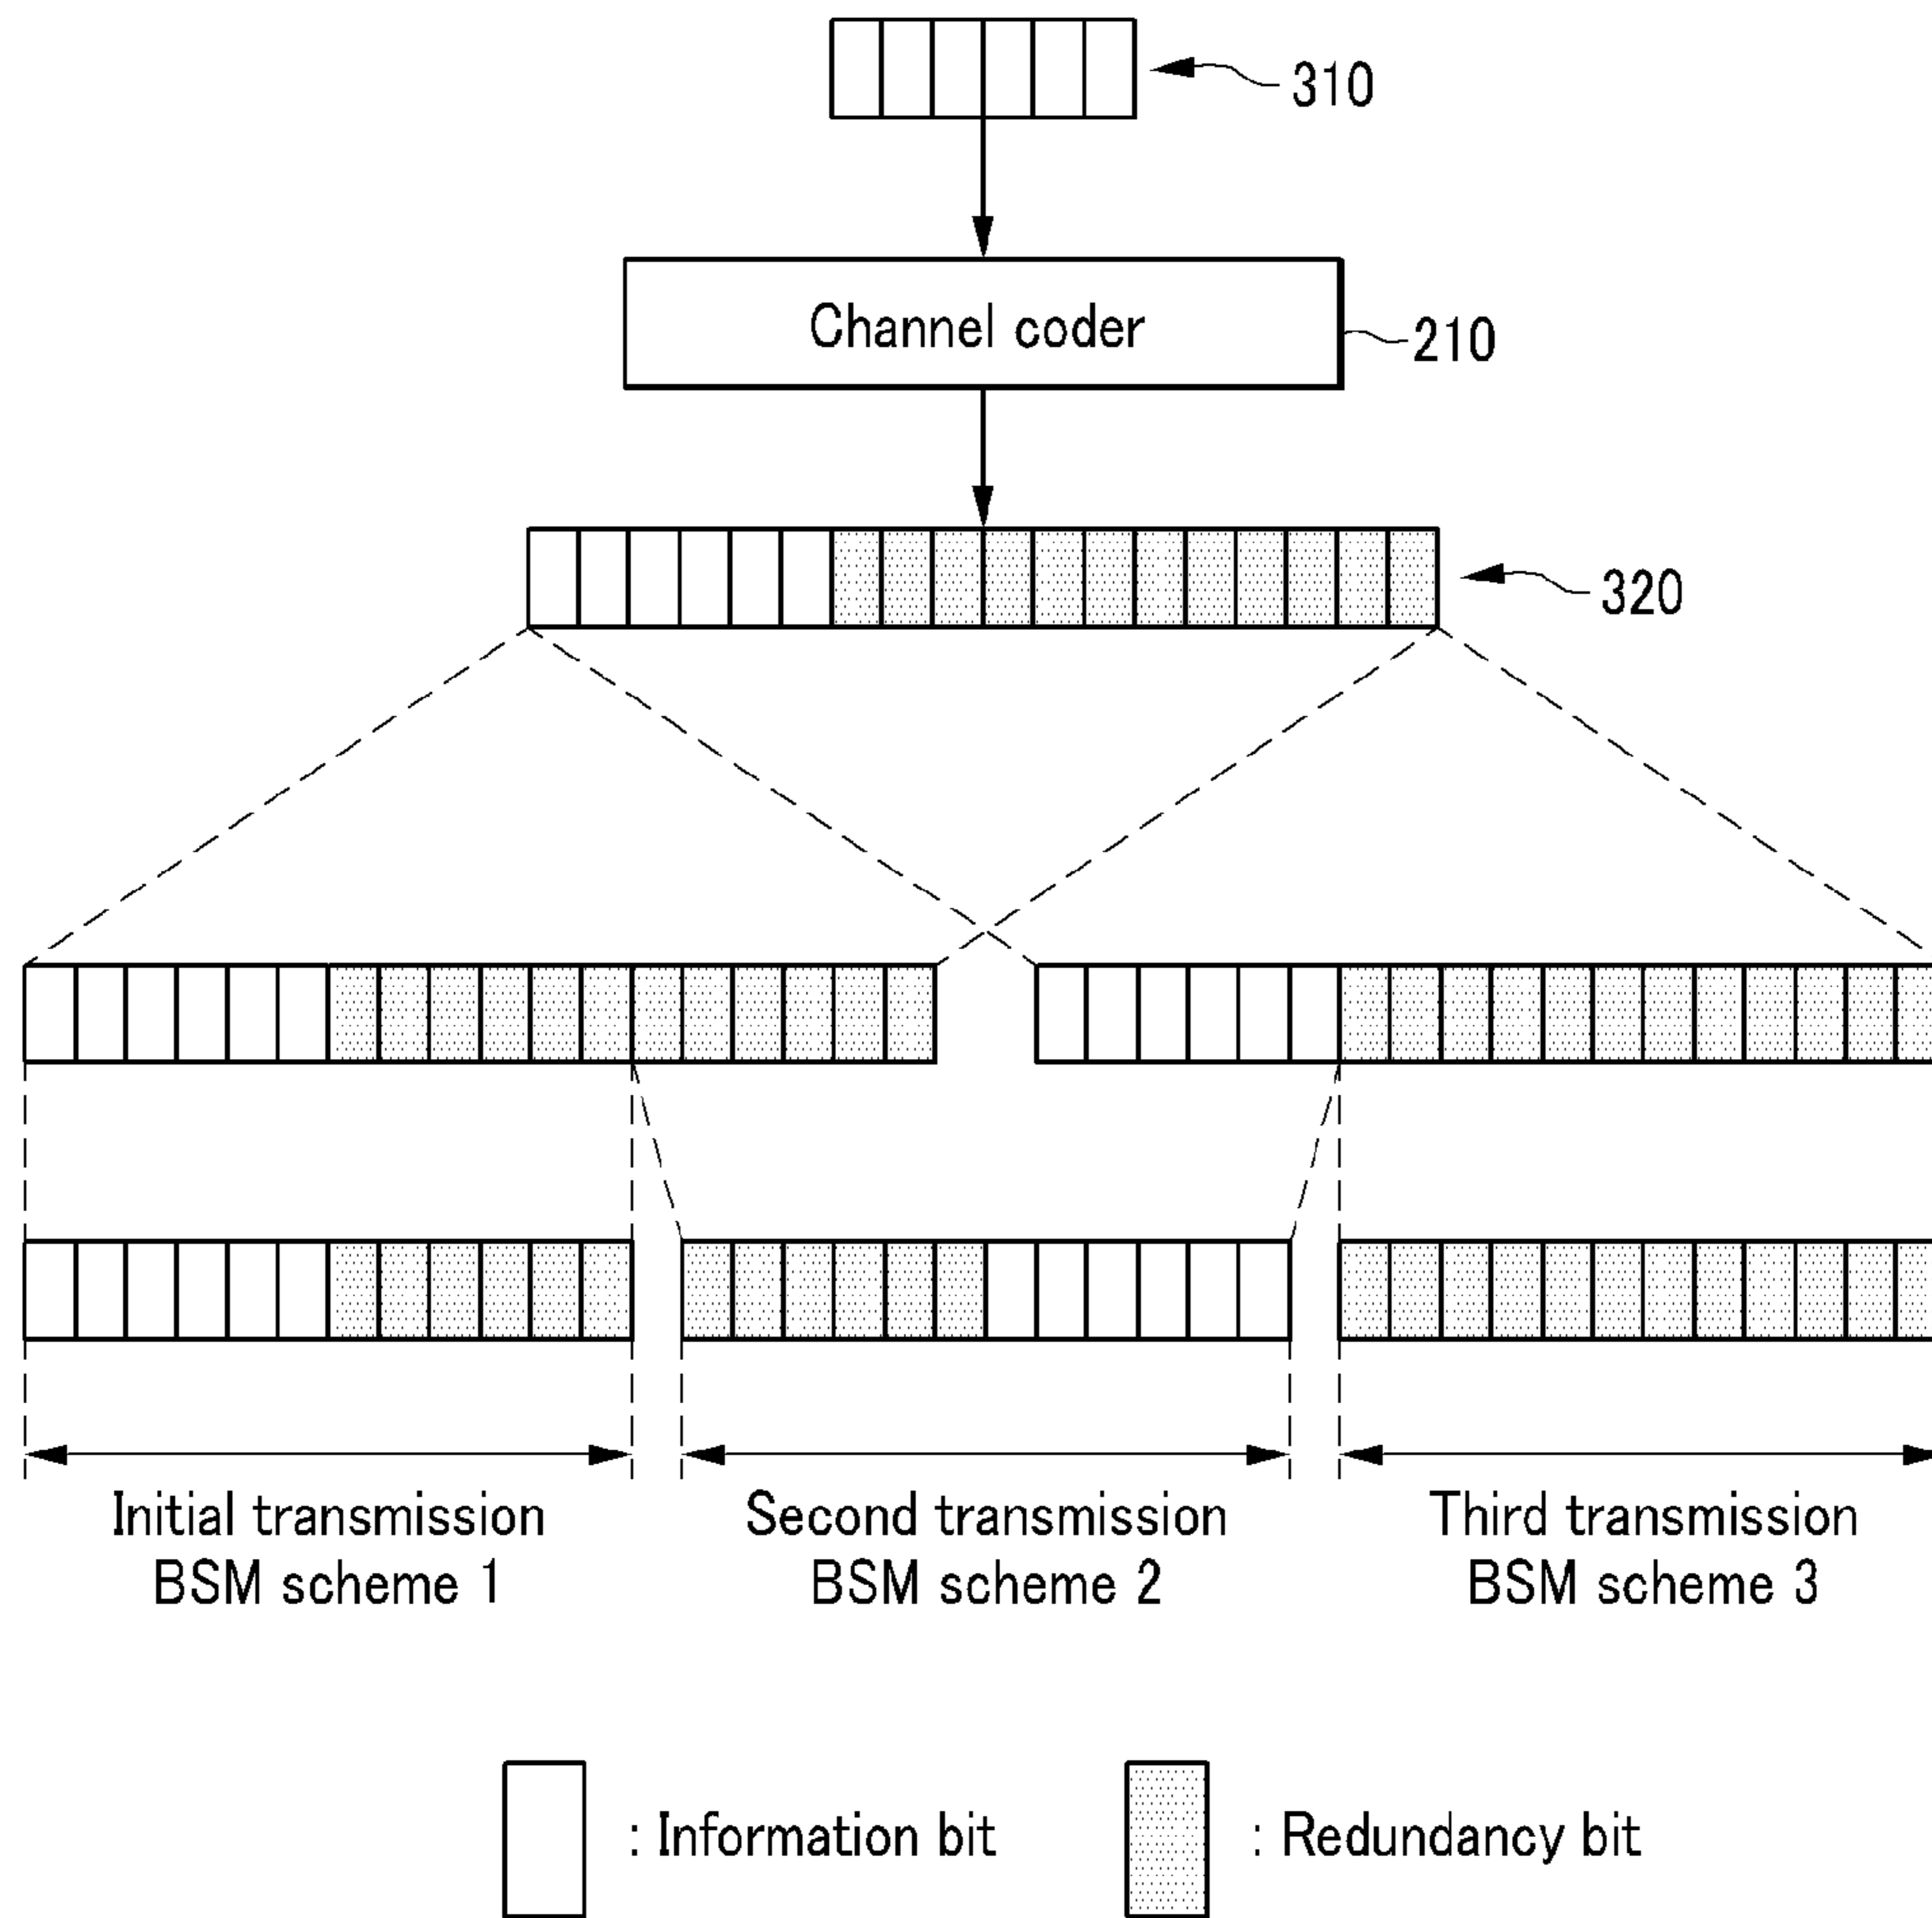 310
Channel coder
210
320
Initial transmission
BSM scheme 1
Second transmission
BSM scheme 2
Third transmission
BSM scheme 3
: Information bit
: Redundancy bit